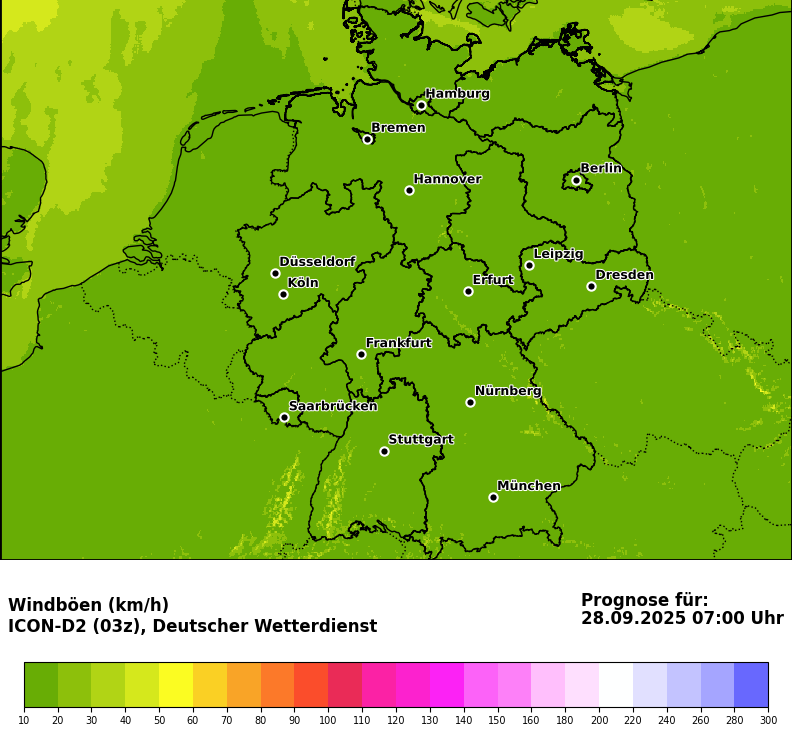 Hamburg
Bremen
Berlin
Hannover
Leipzig
Düsseldorf
Dresden
Erfurt
Köln
Frankfurt
Nürnberg
Saarbrücken
Stuttgart
München
Windböen (km/h)
ICON-D2 (03z), Deutscher Wetterdienst
Prognose für:
28.09.2025 07:00 Uhr
10 20 30 40 50 60 70 80 90 100 110 120 130 140 150 160 180 200 220 240 260 280 300